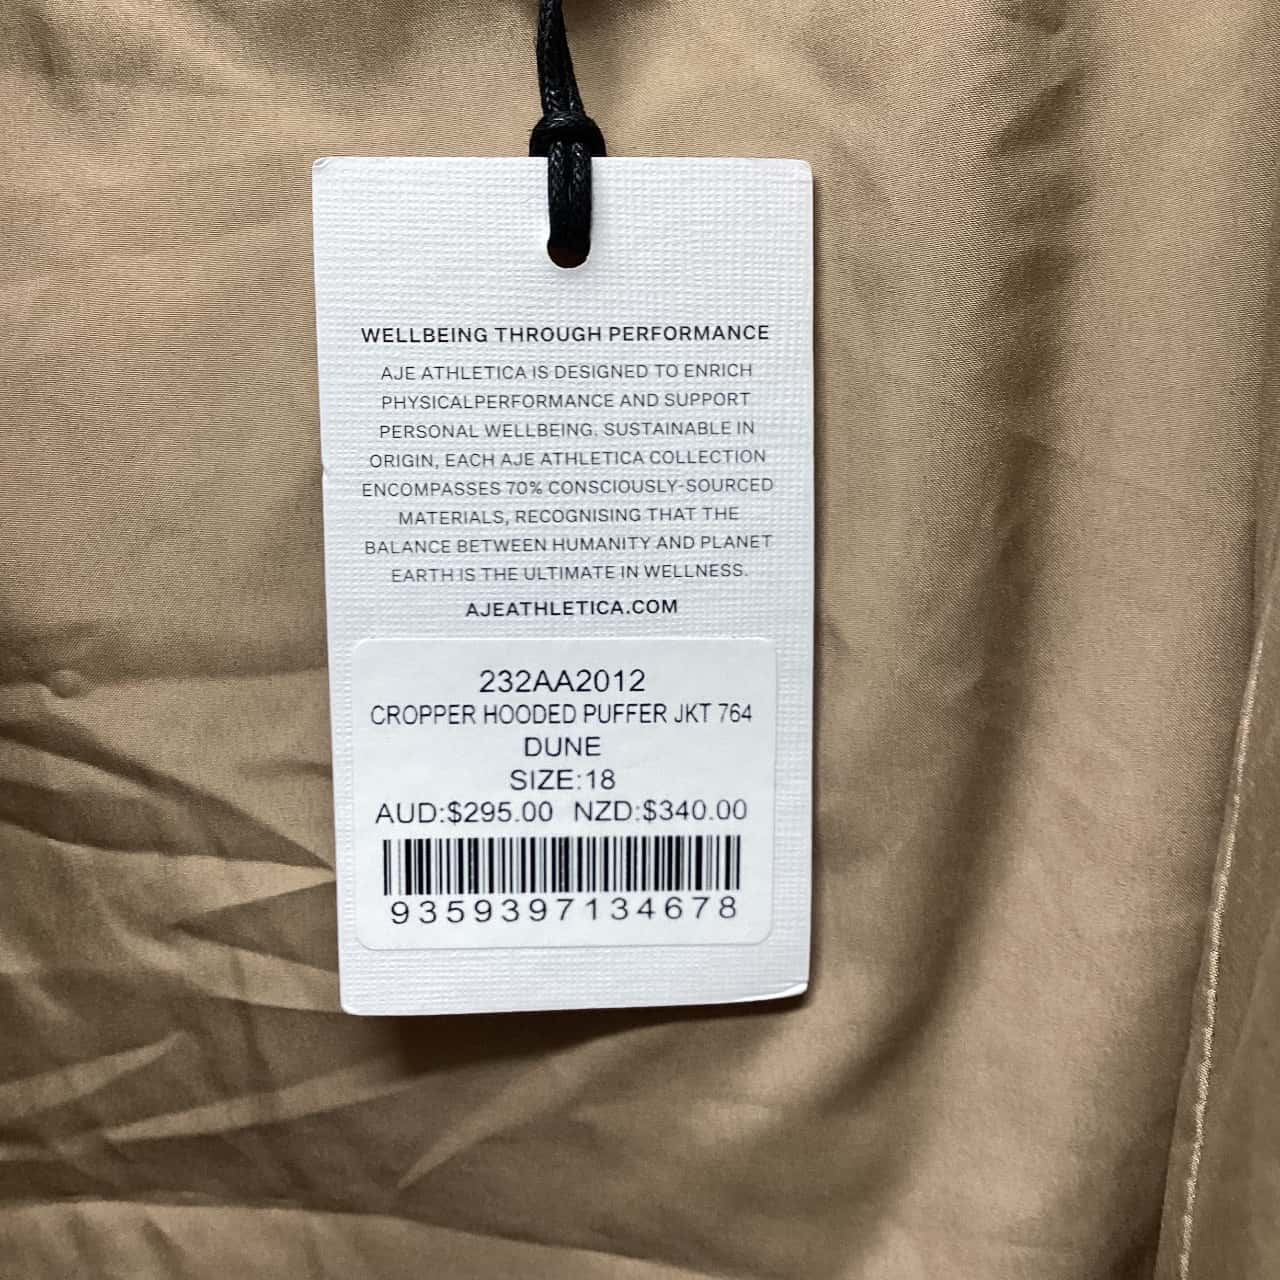 WELLBEING THROUGH PERFORMANCE
AJE ATHLETICA IS DESIGNED TO ENRICH
PHYSICALPERFORMANCE AND SUPPORT
PERSONAL WELLBEING. SUSTAINABLE IN
ORIGIN, EACH AJE ATHLETICA COLLECTION
ENCOMPASSES 70% CONSCIOUSLY-SOURCED
MATERIALS, RECOGNISING THAT THE
BALANCE BETWEEN HUMANITY AND PLANET
EARTH IS THE ULTIMATE IN WELLNESS.
AJEATHLETICA.COM
232AA2012
CROPPER HOODED PUFFER JKT 764
DUNE
SIZE:18
AUD:$295.00 NZD:$340.00
9359397134678